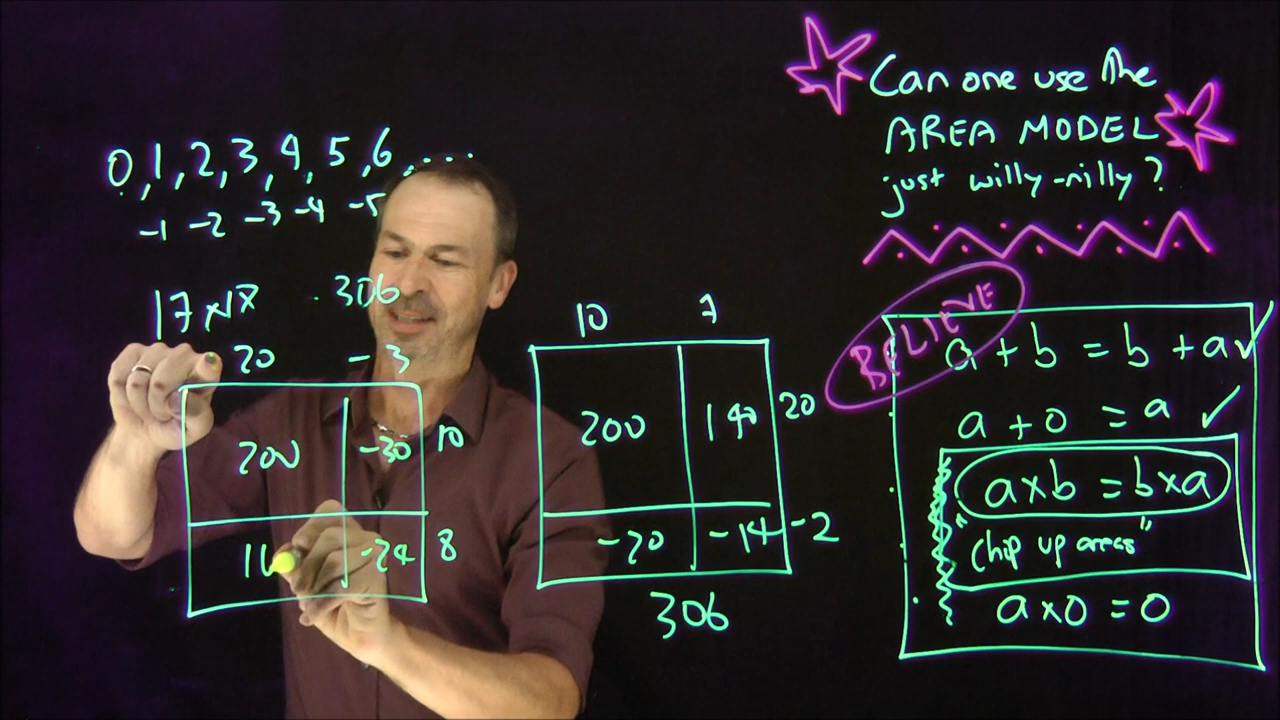 0, 1, 2, 3, 4, 5, 6, ....
-1 -2 -3 -4 -5
17 x 18 306
20 - 3
200 -30 10
-24 8
10 7
200 140 20
-20 -14 -2
306
Can one use the
AREA MODEL
just willy-nilly?
BELIEVE
a + b = b + a ✓
a + 0 = a ✓
a x b = b x a
"chip up areas"
a x 0 = 0